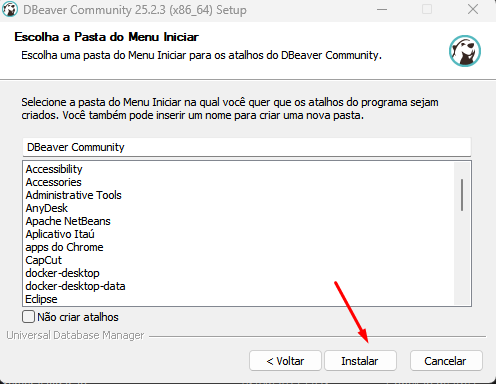 DBeaver Community 25.2.3 (x86_64) Setup
Escolha a Pasta do Menu Iniciar
Escolha uma pasta do Menu Iniciar para os atalhos do DBeaver Community.
Selecione a pasta do Menu Iniciar na qual você quer que os atalhos do programa sejam
criados. Você também pode inserir um nome para criar uma nova pasta.
DBeaver Community
Accessibility
Accessories
Administrative Tools
AnyDesk
Apache NetBeans
Aplicativo Itaú
apps do Chrome
CapCut
docker-desktop
docker-desktop-data
Eclipse
Não criar atalhos
Universal Database Manager
< Voltar
Instalar
Cancelar